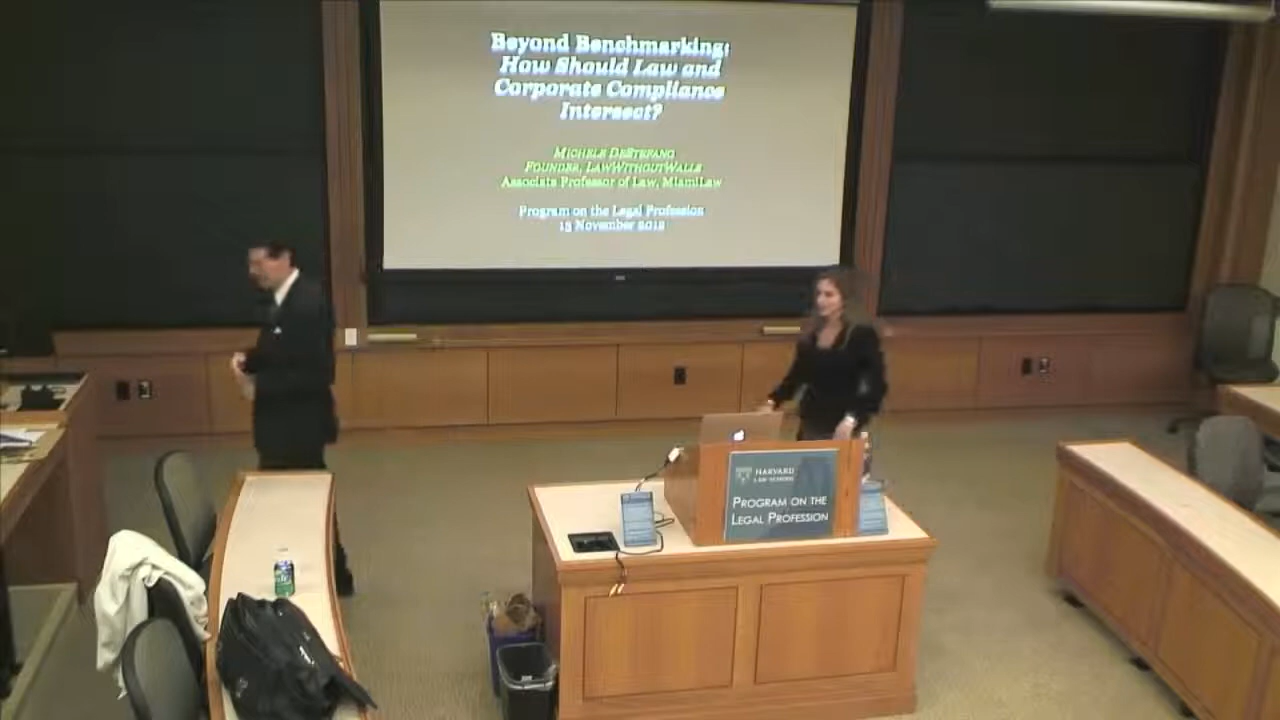 Beyond Benchmarking:
How Should Law and
Corporate Compliance
Intersect?
Michele DeStefano
Founder, LawWithoutWalls
Associate Professor of Law, MiamiLaw
Program on the Legal Profession
13 November 2012
HARVARD
LAW SCHOOL
PROGRAM ON THE
LEGAL PROFESSION